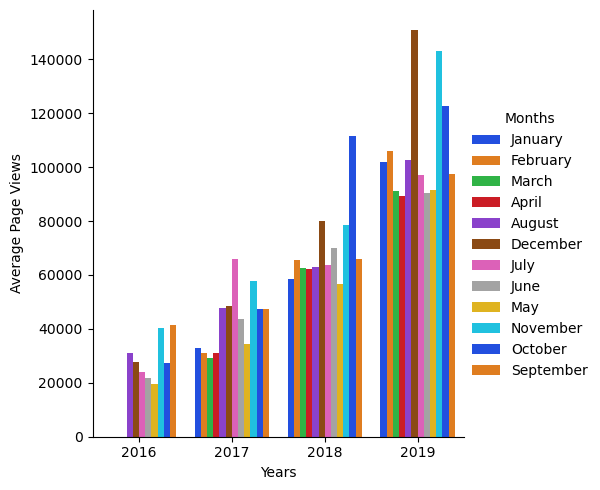 140000
120000
100000
80000
60000
40000
20000
0
Average Page Views
2016 2017 2018 2019
Years
Months
January
February
March
April
August
December
July
June
May
November
October
September